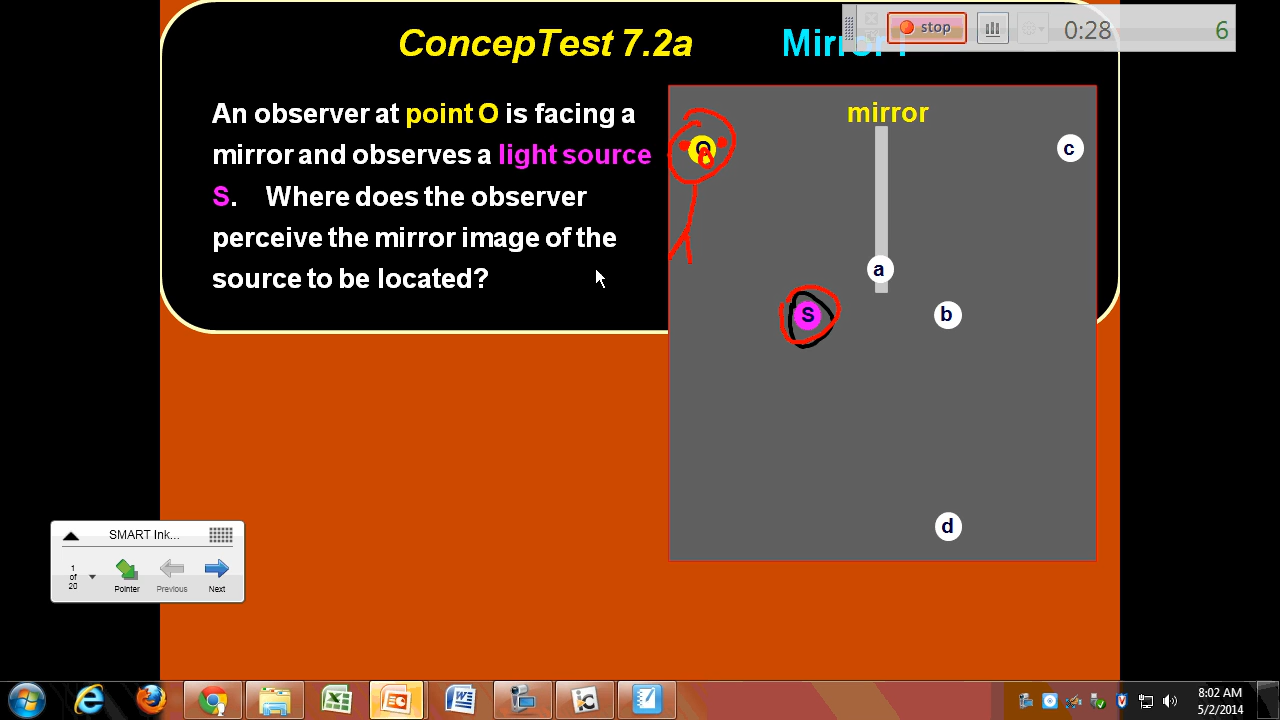 ConcepTest 7.2a
stop
0:28
6
An observer at point O is facing a
mirror and observes a light source
S. Where does the observer
perceive the mirror image of the
source to be located?
mirror
O
c
a
S
b
d
SMART Ink...
1
of
20
Pointer
Previous
Next
8:02 AM
5/2/2014